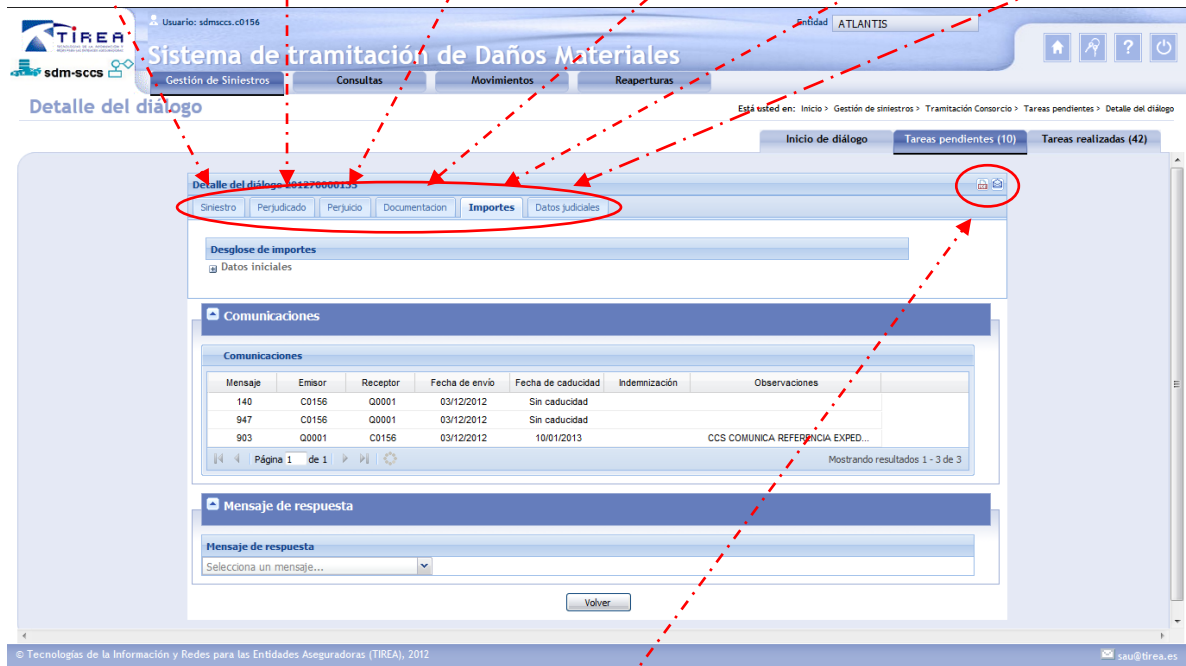 Usuario: sdmsccs.c0156
Entidad ATLANTIS
TIREA
sdm-sccs
Sistema de tramitación de Daños Materiales
Gestión de Siniestros Consultas Movimientos Reaperturas
Detalle del diálogo
Está usted en: Inicio > Gestión de siniestros > Tramitación Consorcio > Tareas pendientes > Detalle del diálogo
Inicio de diálogo Tareas pendientes (10) Tareas realizadas (42)
Detalle del diálogo 201270000135
Siniestro Perjudicado Perjuicio Documentacion Importes Datos judiciales
Desglose de importes
Datos iniciales
Comunicaciones
Comunicaciones
Mensaje Emisor Receptor Fecha de envío Fecha de caducidad Indemnización Observaciones
140 C0156 Q0001 03/12/2012 Sin caducidad
947 C0156 Q0001 03/12/2012 Sin caducidad
903 Q0001 C0156 03/12/2012 10/01/2013 CCS COMUNICA REFERENCIA EXPED...
Página 1 de 1 Mostrando resultados 1 - 3 de 3
Mensaje de respuesta
Mensaje de respuesta
Selecciona un mensaje...
Volver
© Tecnologías de la Información y Redes para las Entidades Aseguradoras (TIREA), 2012 sau@tirea.es